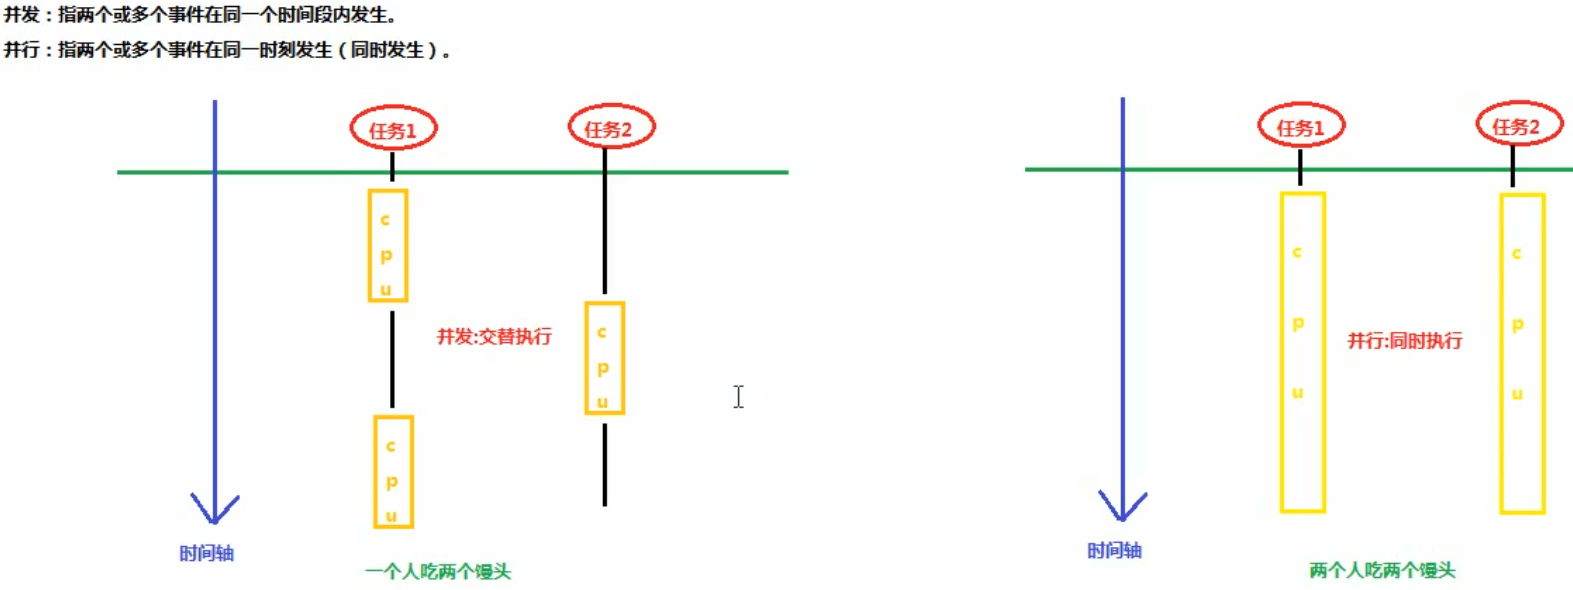 并发：指两个或多个事件在同一个时间段内发生。
并行：指两个或多个事件在同一时刻发生（同时发生）。
任务1
任务2
c
p
u
c
p
u
并发:交替执行
c
p
u
时间轴
一个人吃两个馒头
任务1
任务2
c
p
u
c
p
u
并行:同时执行
时间轴
两个人吃两个馒头